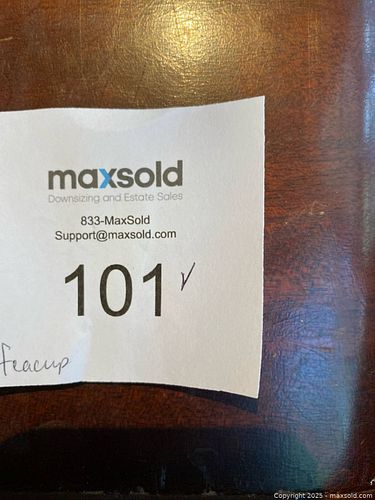 maxsold
Downsizing and Estate Sales
833-MaxSold
Support@maxsold.com
101
teacup
Copyright 2025 - maxsold.com